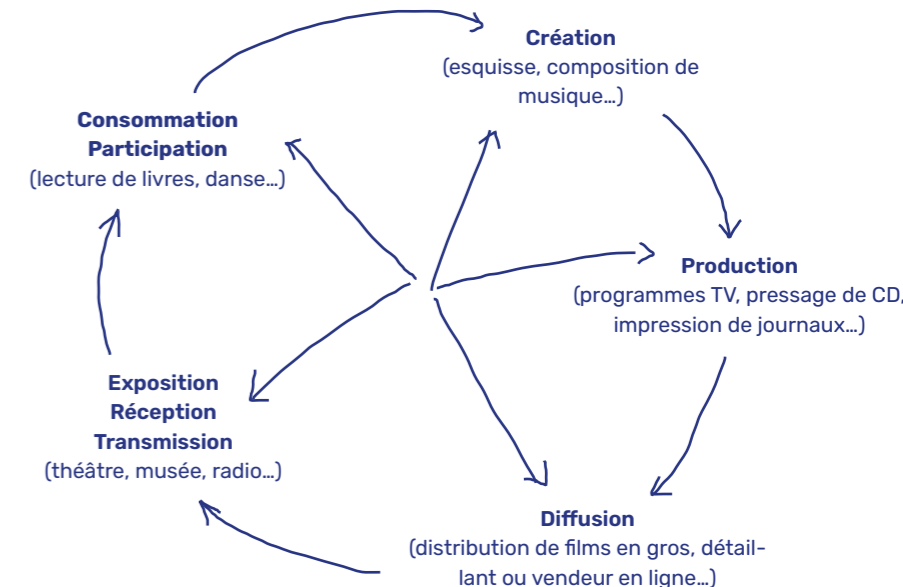 Création
(esquisse, composition de
musique…)
Production
(programmes TV, pressage de CD,
impression de journaux…)
Diffusion
(distribution de films en gros, détail-
lant ou vendeur en ligne…)
Exposition
Réception
Transmission
(théâtre, musée, radio…)
Consommation
Participation
(lecture de livres, danse…)